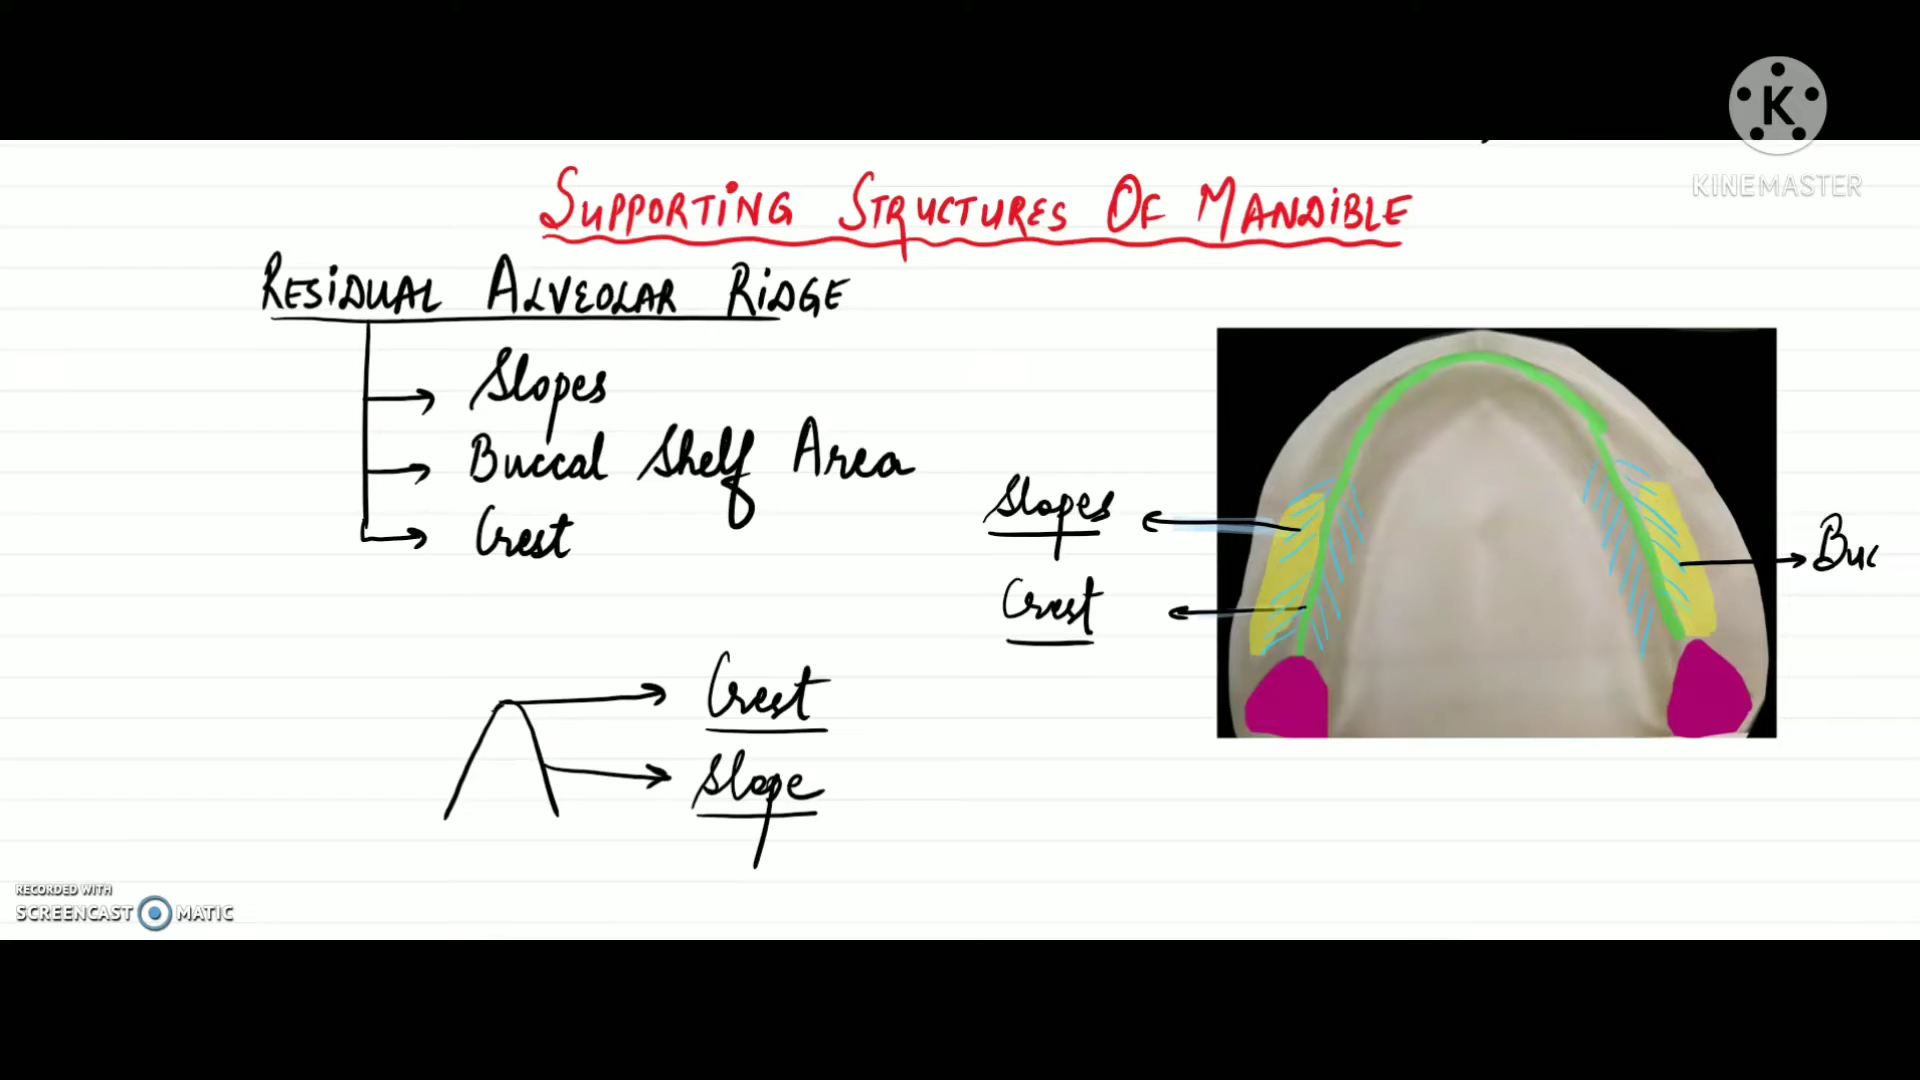 K
KINEMASTER
SUPPORTING STRUCTURES OF MANDIBLE
RESIDUAL ALVEOLAR RIDGE
Slopes
Buccal Shelf Area
Crest
Slopes
Crest
Buc
Crest
Slope
RECORDED WITH
SCREENCAST MATIC